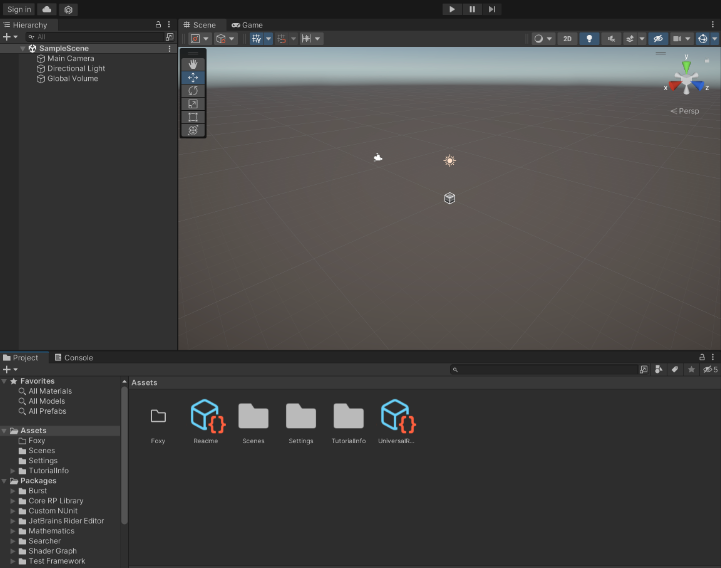 Sign in
Hierarchy
All
SampleScene
Main Camera
Directional Light
Global Volume
Scene
Game
2D
y
x
z
Persp
Project
Console
5
Favorites
All Materials
All Models
All Prefabs
Assets
Foxy
Scenes
Settings
TutorialInfo
Packages
Burst
Core RP Library
Custom NUnit
JetBrains Rider Editor
Mathematics
Searcher
Shader Graph
Test Framework
Assets
Foxy
Readme
Scenes
Settings
TutorialInfo
UniversalR...